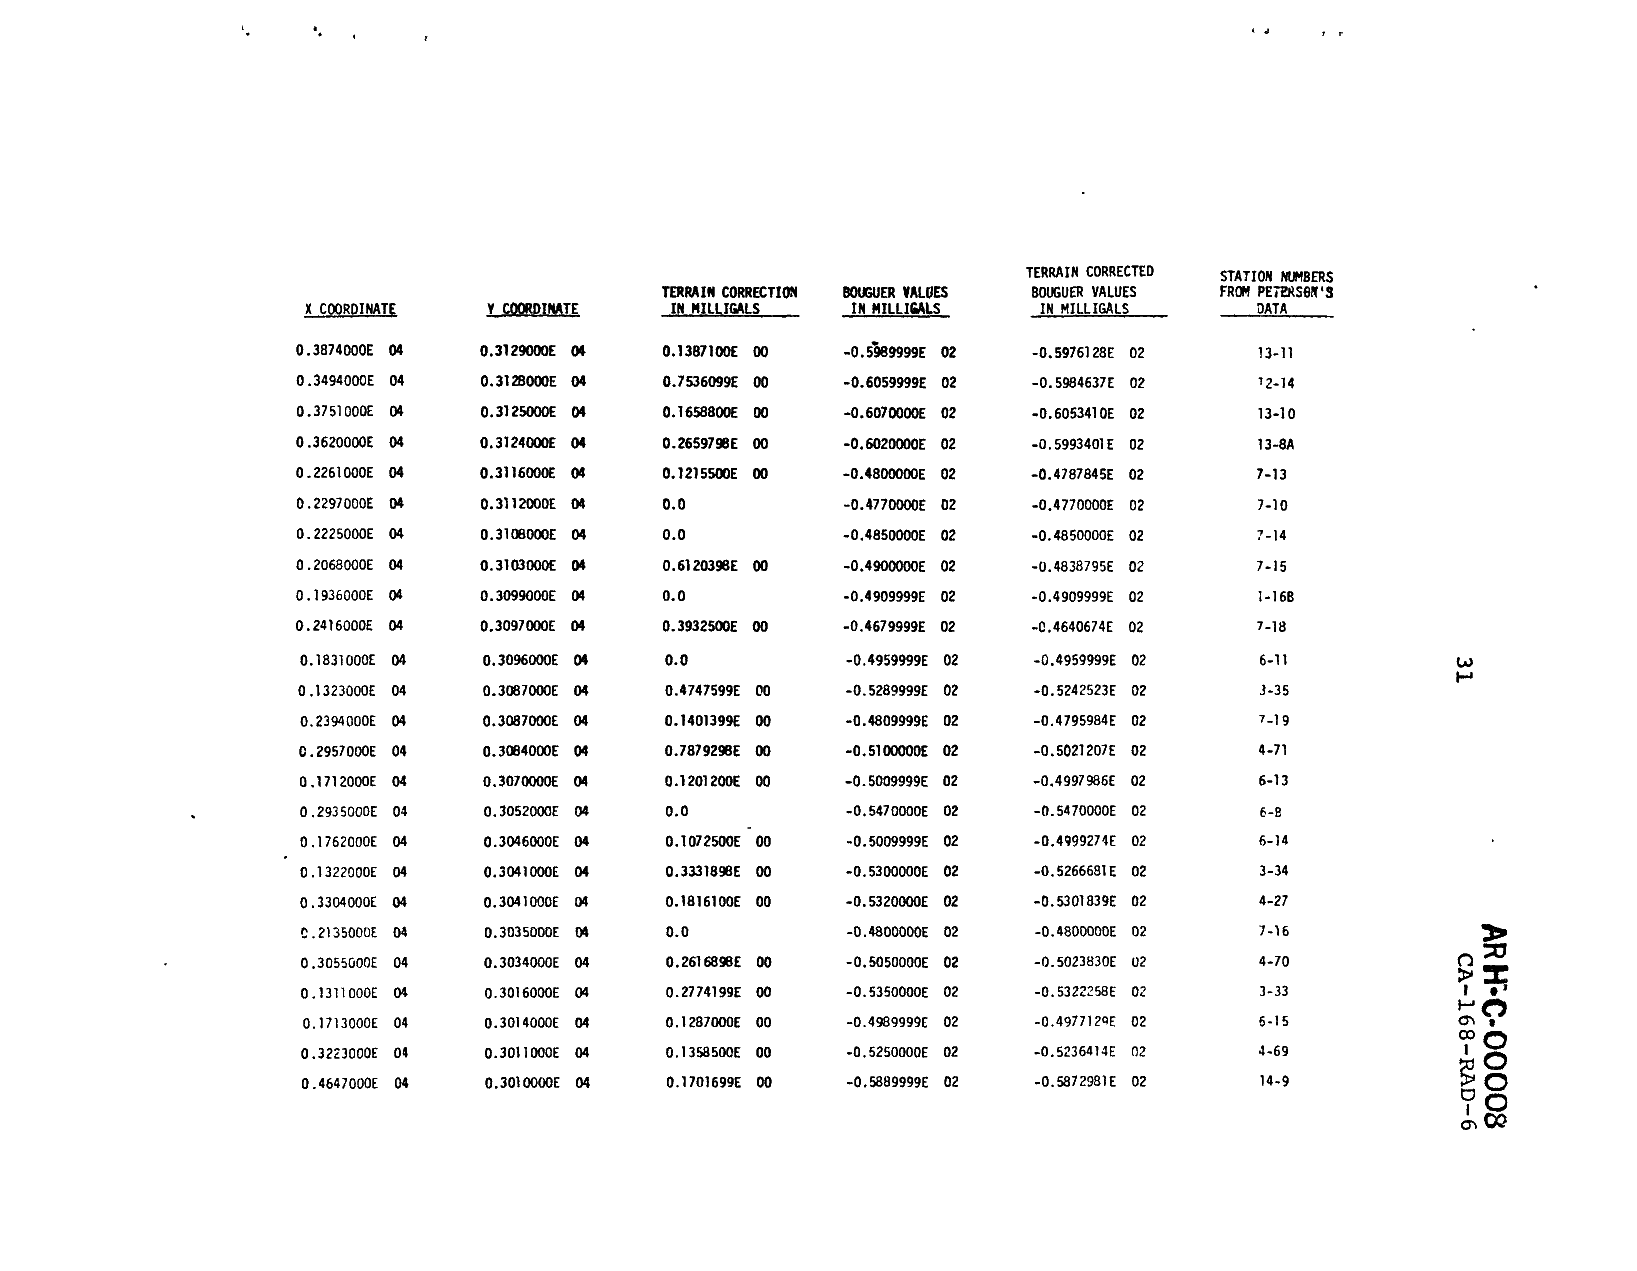 TERRAIN CORRECTED STATION NUMBERS
TERRAIN CORRECTION BOUGUER VALUES BOUGUER VALUES FROM PETERSON'S
X COORDINATE Y COORDINATE IN MILLIGALS IN MILLIGALS IN MILLIGALS DATA
0.3874000E 04 0.3129000E 04 0.1387100E 00 -0.5989999E 02 -0.5976128E 02 13-11
0.3494000E 04 0.3128000E 04 0.7536099E 00 -0.6059999E 02 -0.5984637E 02 12-14
0.3751000E 04 0.3125000E 04 0.1658800E 00 -0.6070000E 02 -0.6053410E 02 13-10
0.3620000E 04 0.3124000E 04 0.2659798E 00 -0.6020000E 02 -0.5993401E 02 13-8A
0.2261000E 04 0.3116000E 04 0.1215500E 00 -0.4800000E 02 -0.4787845E 02 7-13
0.2297000E 04 0.3112000E 04 0.0 -0.4770000E 02 -0.4770000E 02 7-10
0.2225000E 04 0.3108000E 04 0.0 -0.4850000E 02 -0.4850000E 02 7-14
0.2068000E 04 0.3103000E 04 0.6120398E 00 -0.4900000E 02 -0.4838795E 02 7-15
0.1936000E 04 0.3099000E 04 0.0 -0.4909999E 02 -0.4909999E 02 1-16B
0.2416000E 04 0.3097000E 04 0.3932500E 00 -0.4679999E 02 -0.4640674E 02 7-18
0.1831000E 04 0.3096000E 04 0.0 -0.4959999E 02 -0.4959999E 02 6-11
0.1323000E 04 0.3087000E 04 0.4747599E 00 -0.5289999E 02 -0.5242523E 02 3-35
0.2394000E 04 0.3087000E 04 0.1401399E 00 -0.4809999E 02 -0.4795984E 02 7-19
0.2957000E 04 0.3084000E 04 0.7879298E 00 -0.5100000E 02 -0.5021207E 02 4-71
0.1712000E 04 0.3070000E 04 0.1201200E 00 -0.5009999E 02 -0.4997986E 02 6-13
0.2935000E 04 0.3052000E 04 0.0 -0.5470000E 02 -0.5470000E 02 6-8
0.1762000E 04 0.3046000E 04 0.1072500E 00 -0.5009999E 02 -0.4999274E 02 6-14
0.1322000E 04 0.3041000E 04 0.3331898E 00 -0.5300000E 02 -0.5266681E 02 3-34
0.3304000E 04 0.3041000E 04 0.1816100E 00 -0.5320000E 02 -0.5301839E 02 4-27
0.2135000E 04 0.3035000E 04 0.0 -0.4800000E 02 -0.4800000E 02 7-16
0.3055000E 04 0.3034000E 04 0.2616898E 00 -0.5050000E 02 -0.5023830E 02 4-70
0.1311000E 04 0.3016000E 04 0.2774199E 00 -0.5350000E 02 -0.5322258E 02 3-33
0.1713000E 04 0.3014000E 04 0.1287000E 00 -0.4989999E 02 -0.4977129E 02 6-15
0.3223000E 04 0.3011000E 04 0.1358500E 00 -0.5250000E 02 -0.5236414E 02 4-69
0.4647000E 04 0.3010000E 04 0.1701699E 00 -0.5889999E 02 -0.5872981E 02 14-9
31
ARH-C-00008
CA-168-RAD-6